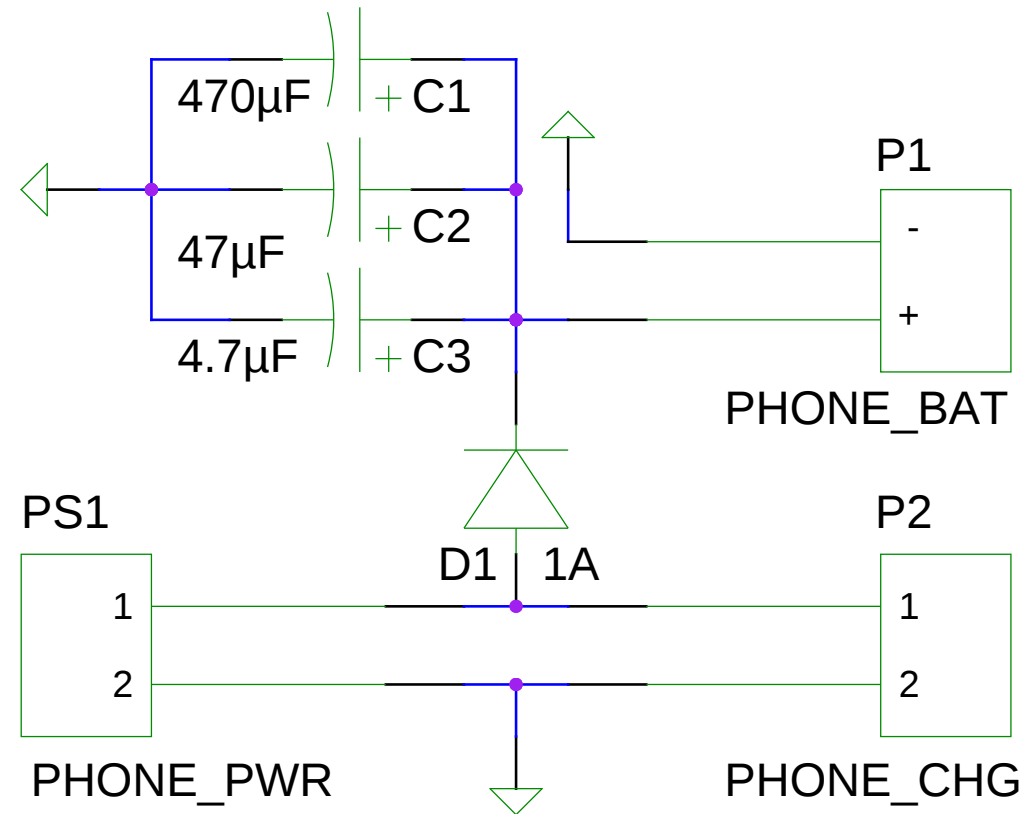 470µF + C1
47µF + C2
4.7µF + C3
P1
-
+
PHONE_BAT
D1 1A
PS1
1
2
PHONE_PWR
P2
1
2
PHONE_CHG